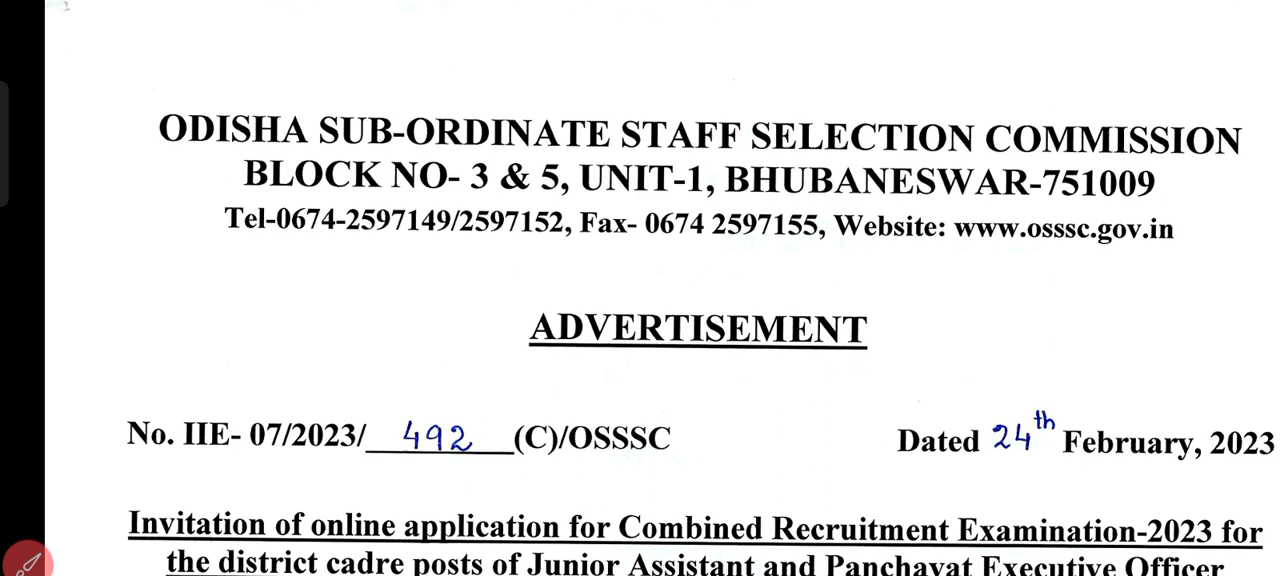 ODISHA SUB-ORDINATE STAFF SELECTION COMMISSION
BLOCK NO- 3 & 5, UNIT-1, BHUBANESWAR-751009
Tel-0674-2597149/2597152, Fax- 0674 2597155, Website: www.osssc.gov.in
ADVERTISEMENT
No. IIE- 07/2023/ 492 (C)/OSSSC Dated 24th February, 2023
Invitation of online application for Combined Recruitment Examination-2023 for
the district cadre posts of Junior Assistant and Panchayat Executive Officer